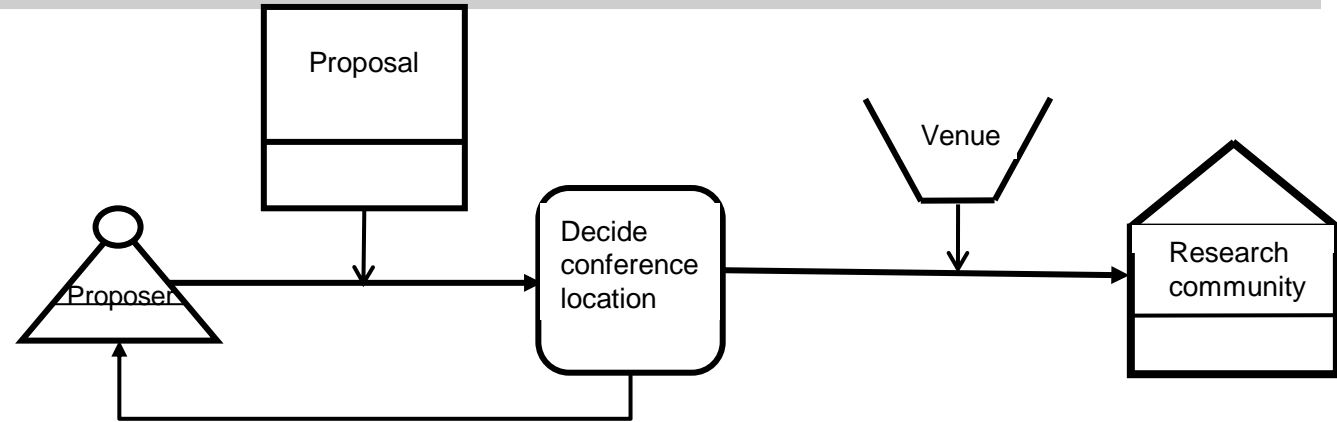 Proposal
Venue
Proposer
Decide
conference
location
Research
community